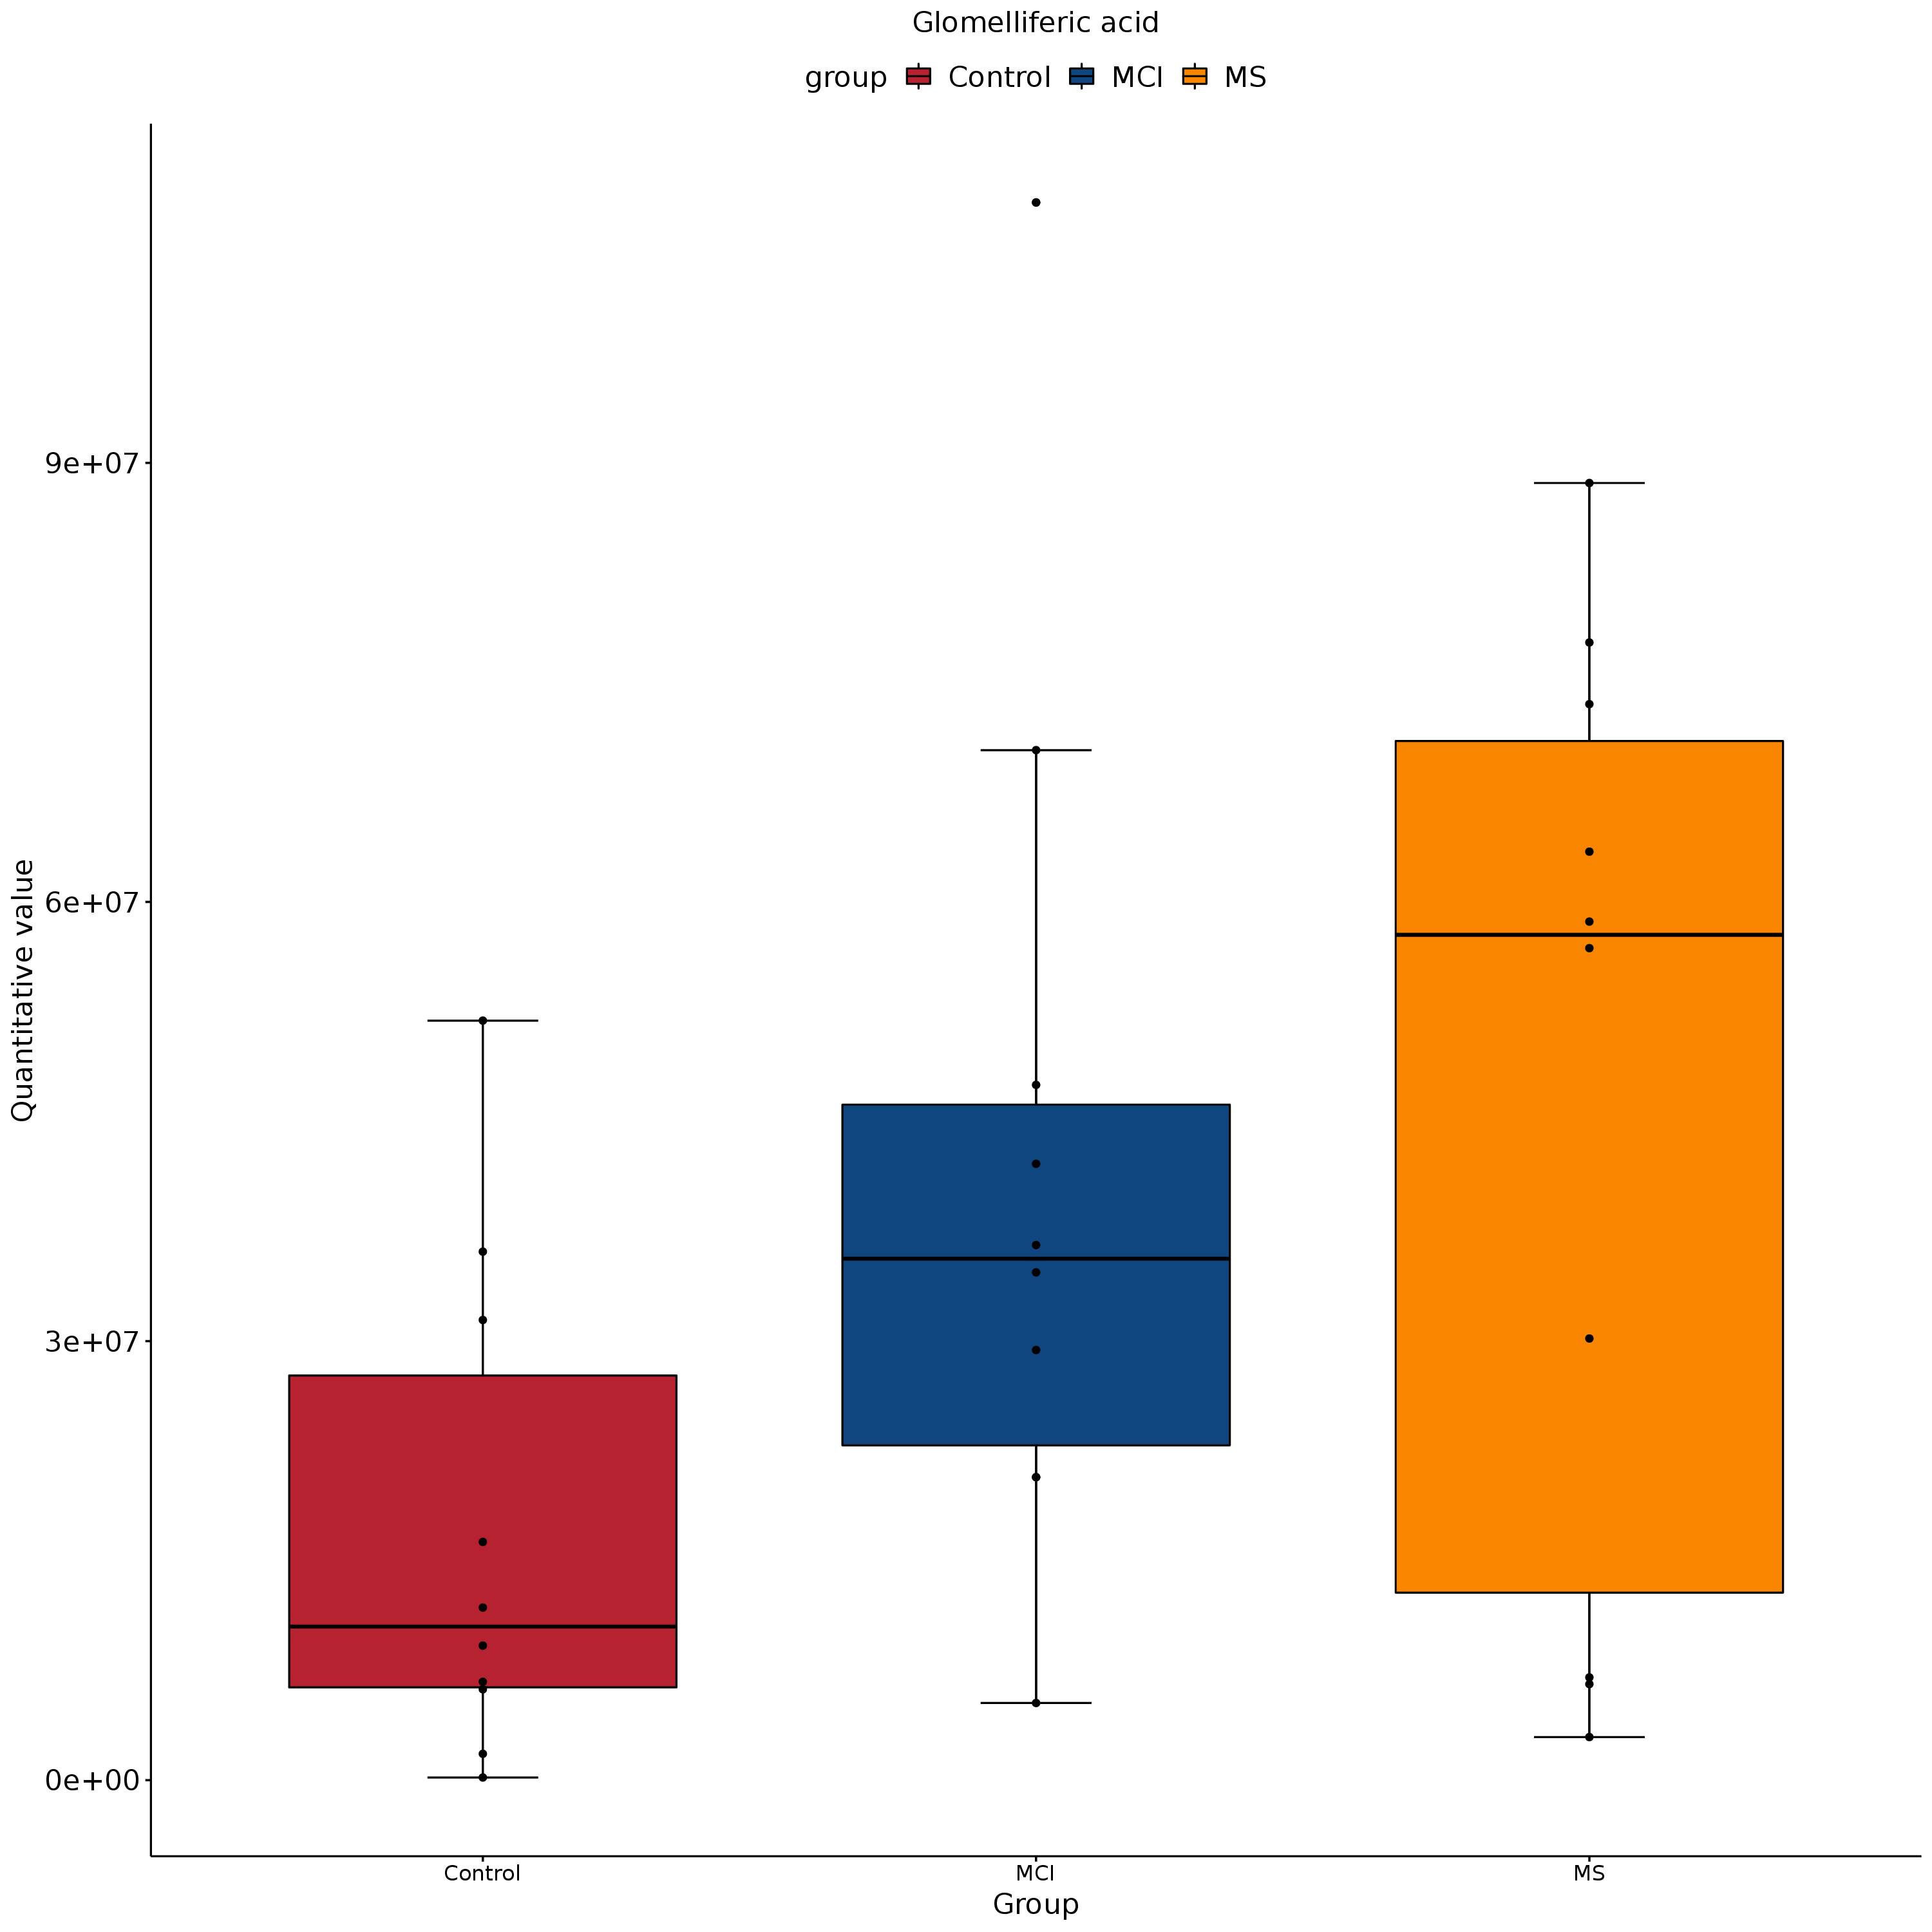 Glomelliferic acid
group Control MCI MS
Quantitative value
9e+07
6e+07
3e+07
0e+00
Control MCI MS
Group